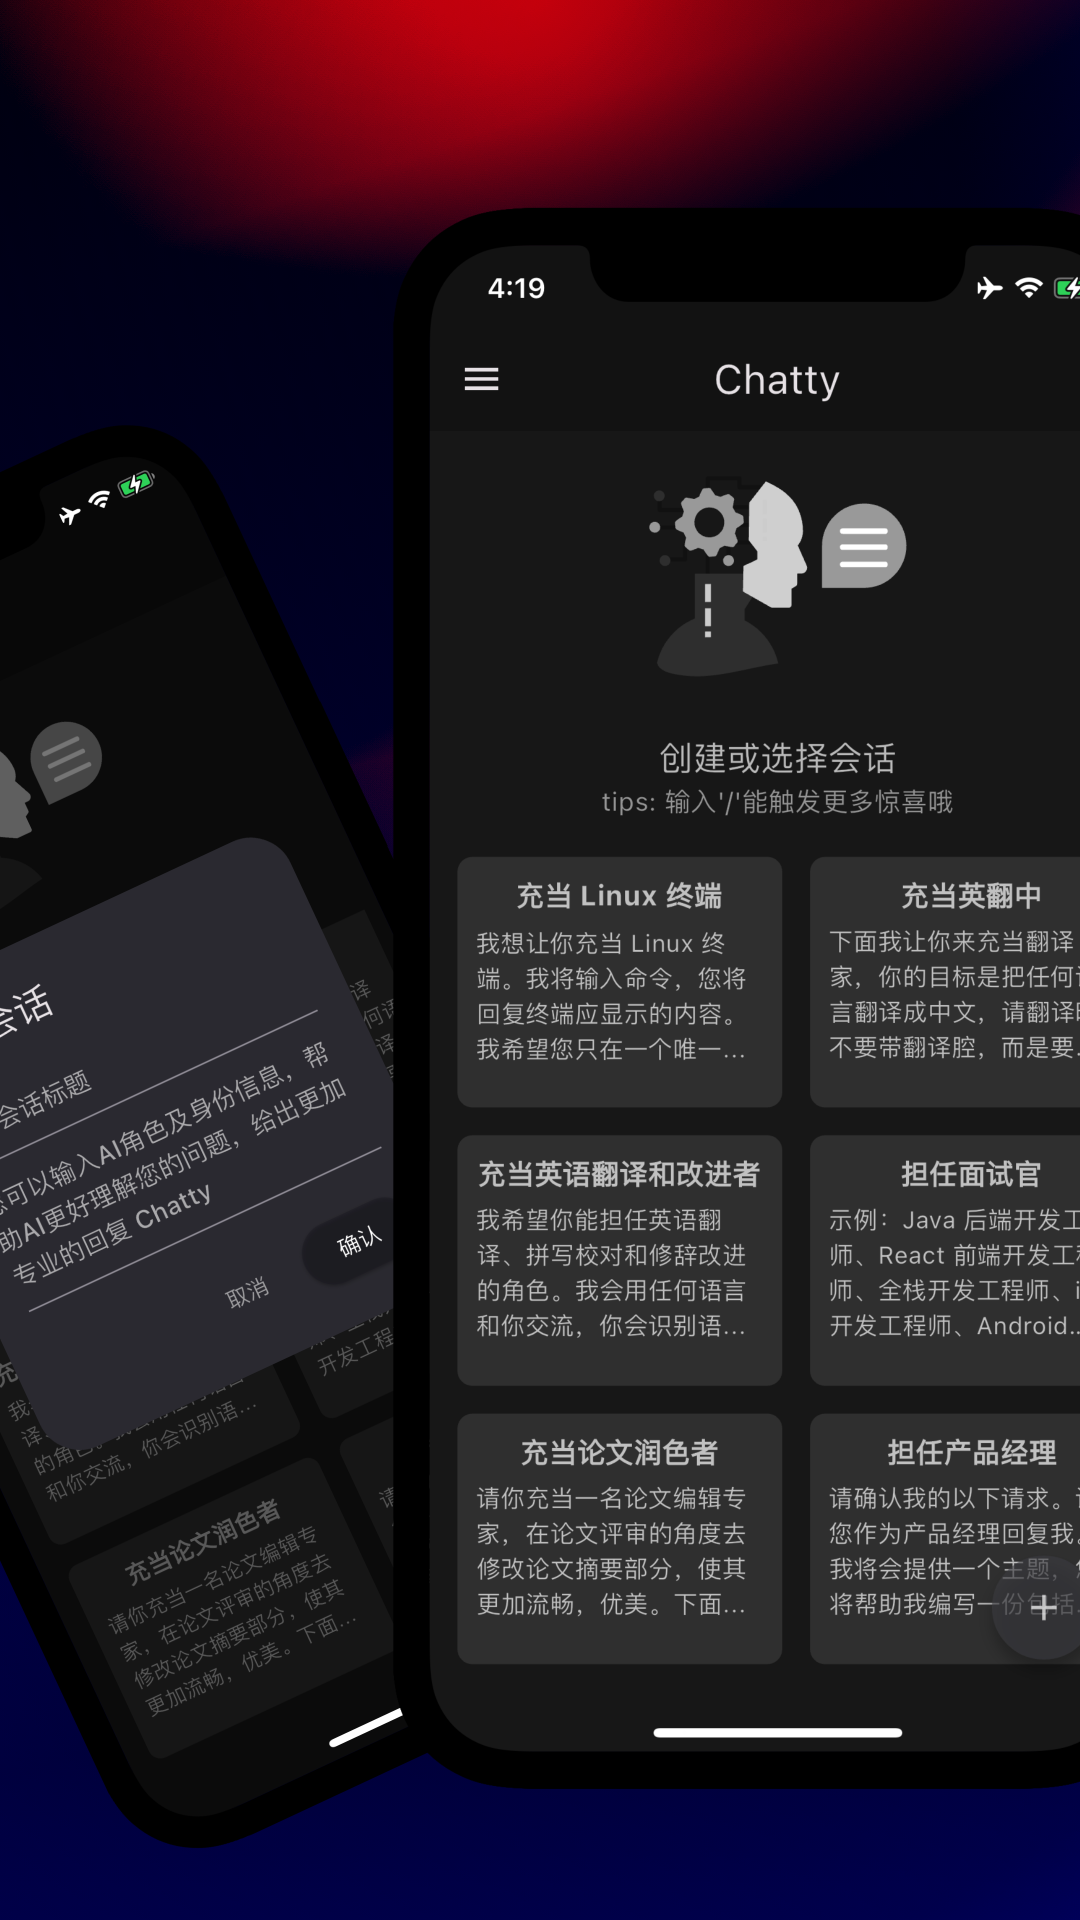 4:19
Chatty
创建或选择会话
tips: 输入'/'能触发更多惊喜哦
充当 Linux 终端
我想让你充当 Linux 终
端。我将输入命令，您将
回复终端应显示的内容。
我希望您只在一个唯一...
充当英翻中
下面我让你来充当翻译
家，你的目标是把任何语
言翻译成中文，请翻译时
不要带翻译腔，而是要...
充当英语翻译和改进者
我希望你能担任英语翻
译、拼写校对和修辞改进
的角色。我会用任何语言
和你交流，你会识别语...
担任面试官
示例：Java 后端开发工
师、React 前端开发工程
师、全栈开发工程师、i
开发工程师、Android...
充当论文润色者
请你充当一名论文编辑专
家，在论文评审的角度去
修改论文摘要部分，使其
更加流畅，优美。下面...
担任产品经理
请确认我的以下请求。请
您作为产品经理回复我。
我将会提供一个主题，您
将帮助我编写一份包括...
+
会话
会话标题
您可以输入AI角色及身份信息，帮
助AI更好理解您的问题，给出更加
专业的回复 Chatty
取消
确认
译
何语
译
开发工程
充
我
译
的角色。
和你交流，你会识别语...
充当论文润色者
请你充当一名论文编辑专
家，在论文评审的角度去
修改论文摘要部分，使其
更加流畅，优美。下面...
请